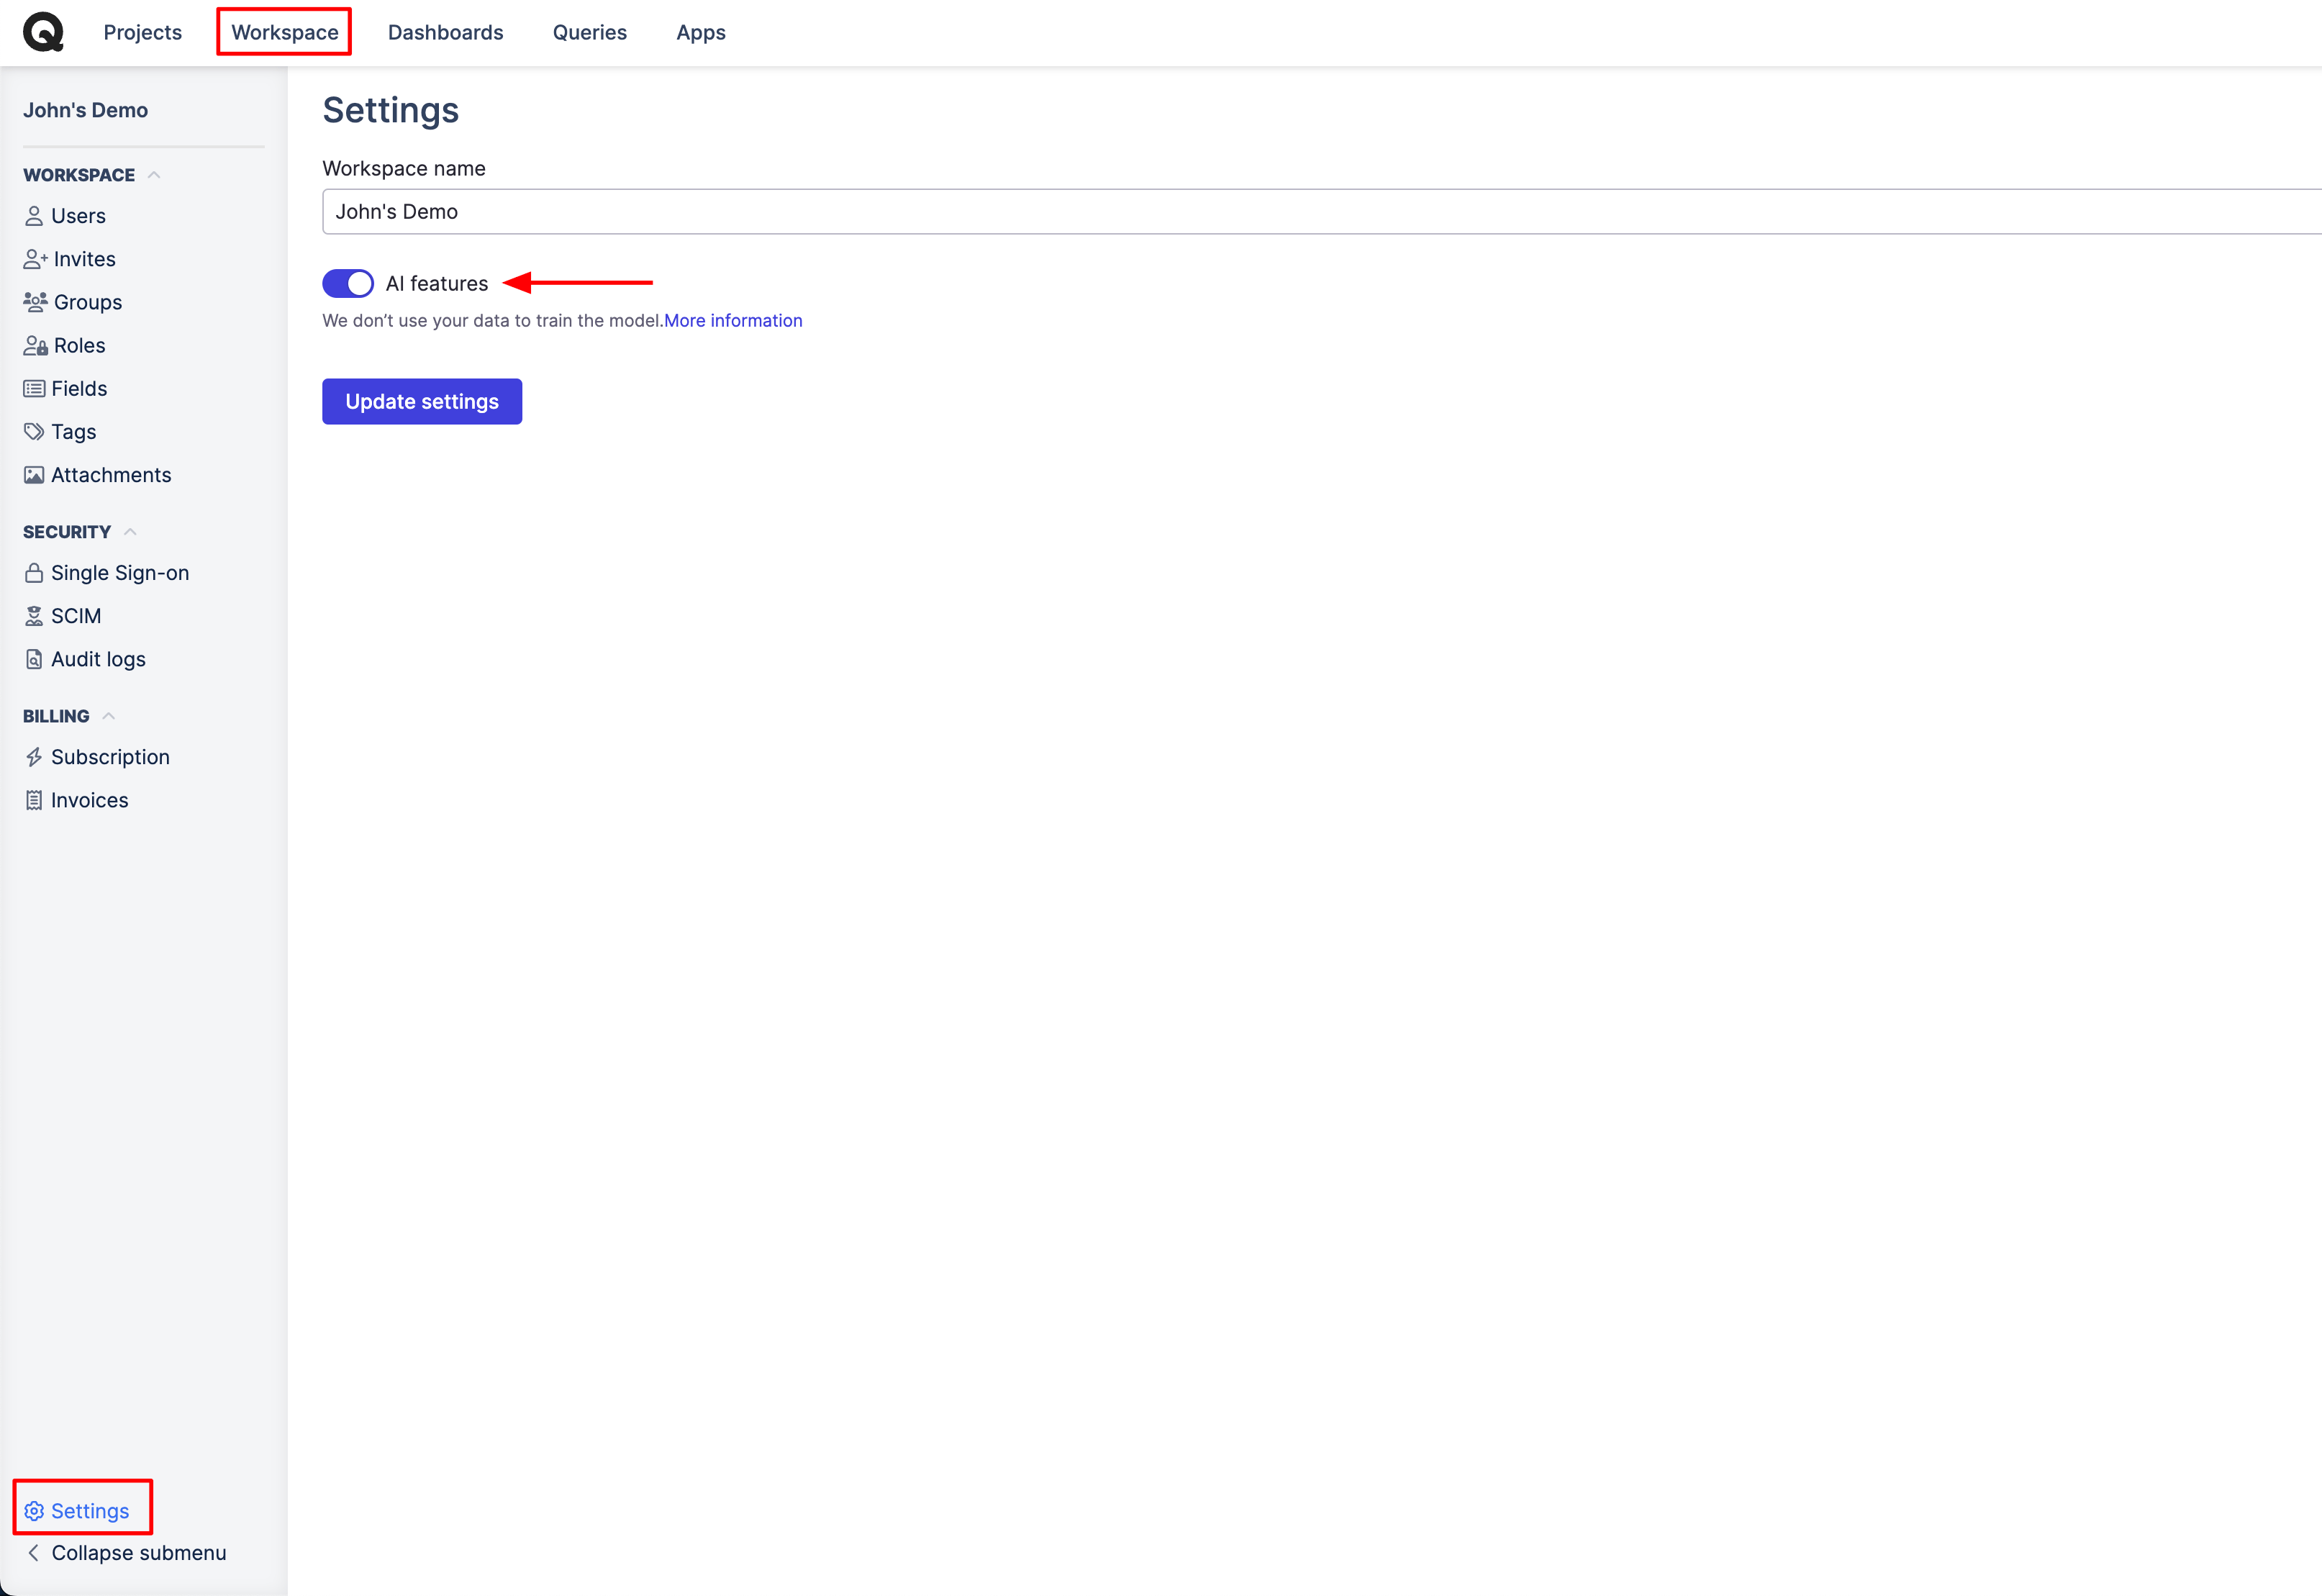 Projects Workspace Dashboards Queries Apps
John's Demo
WORKSPACE
Users
Invites
Groups
Roles
Fields
Tags
Attachments
SECURITY
Single Sign-on
SCIM
Audit logs
BILLING
Subscription
Invoices
Settings
Collapse submenu
Settings
Workspace name
John's Demo
AI features
We don’t use your data to train the model.More information
Update settings